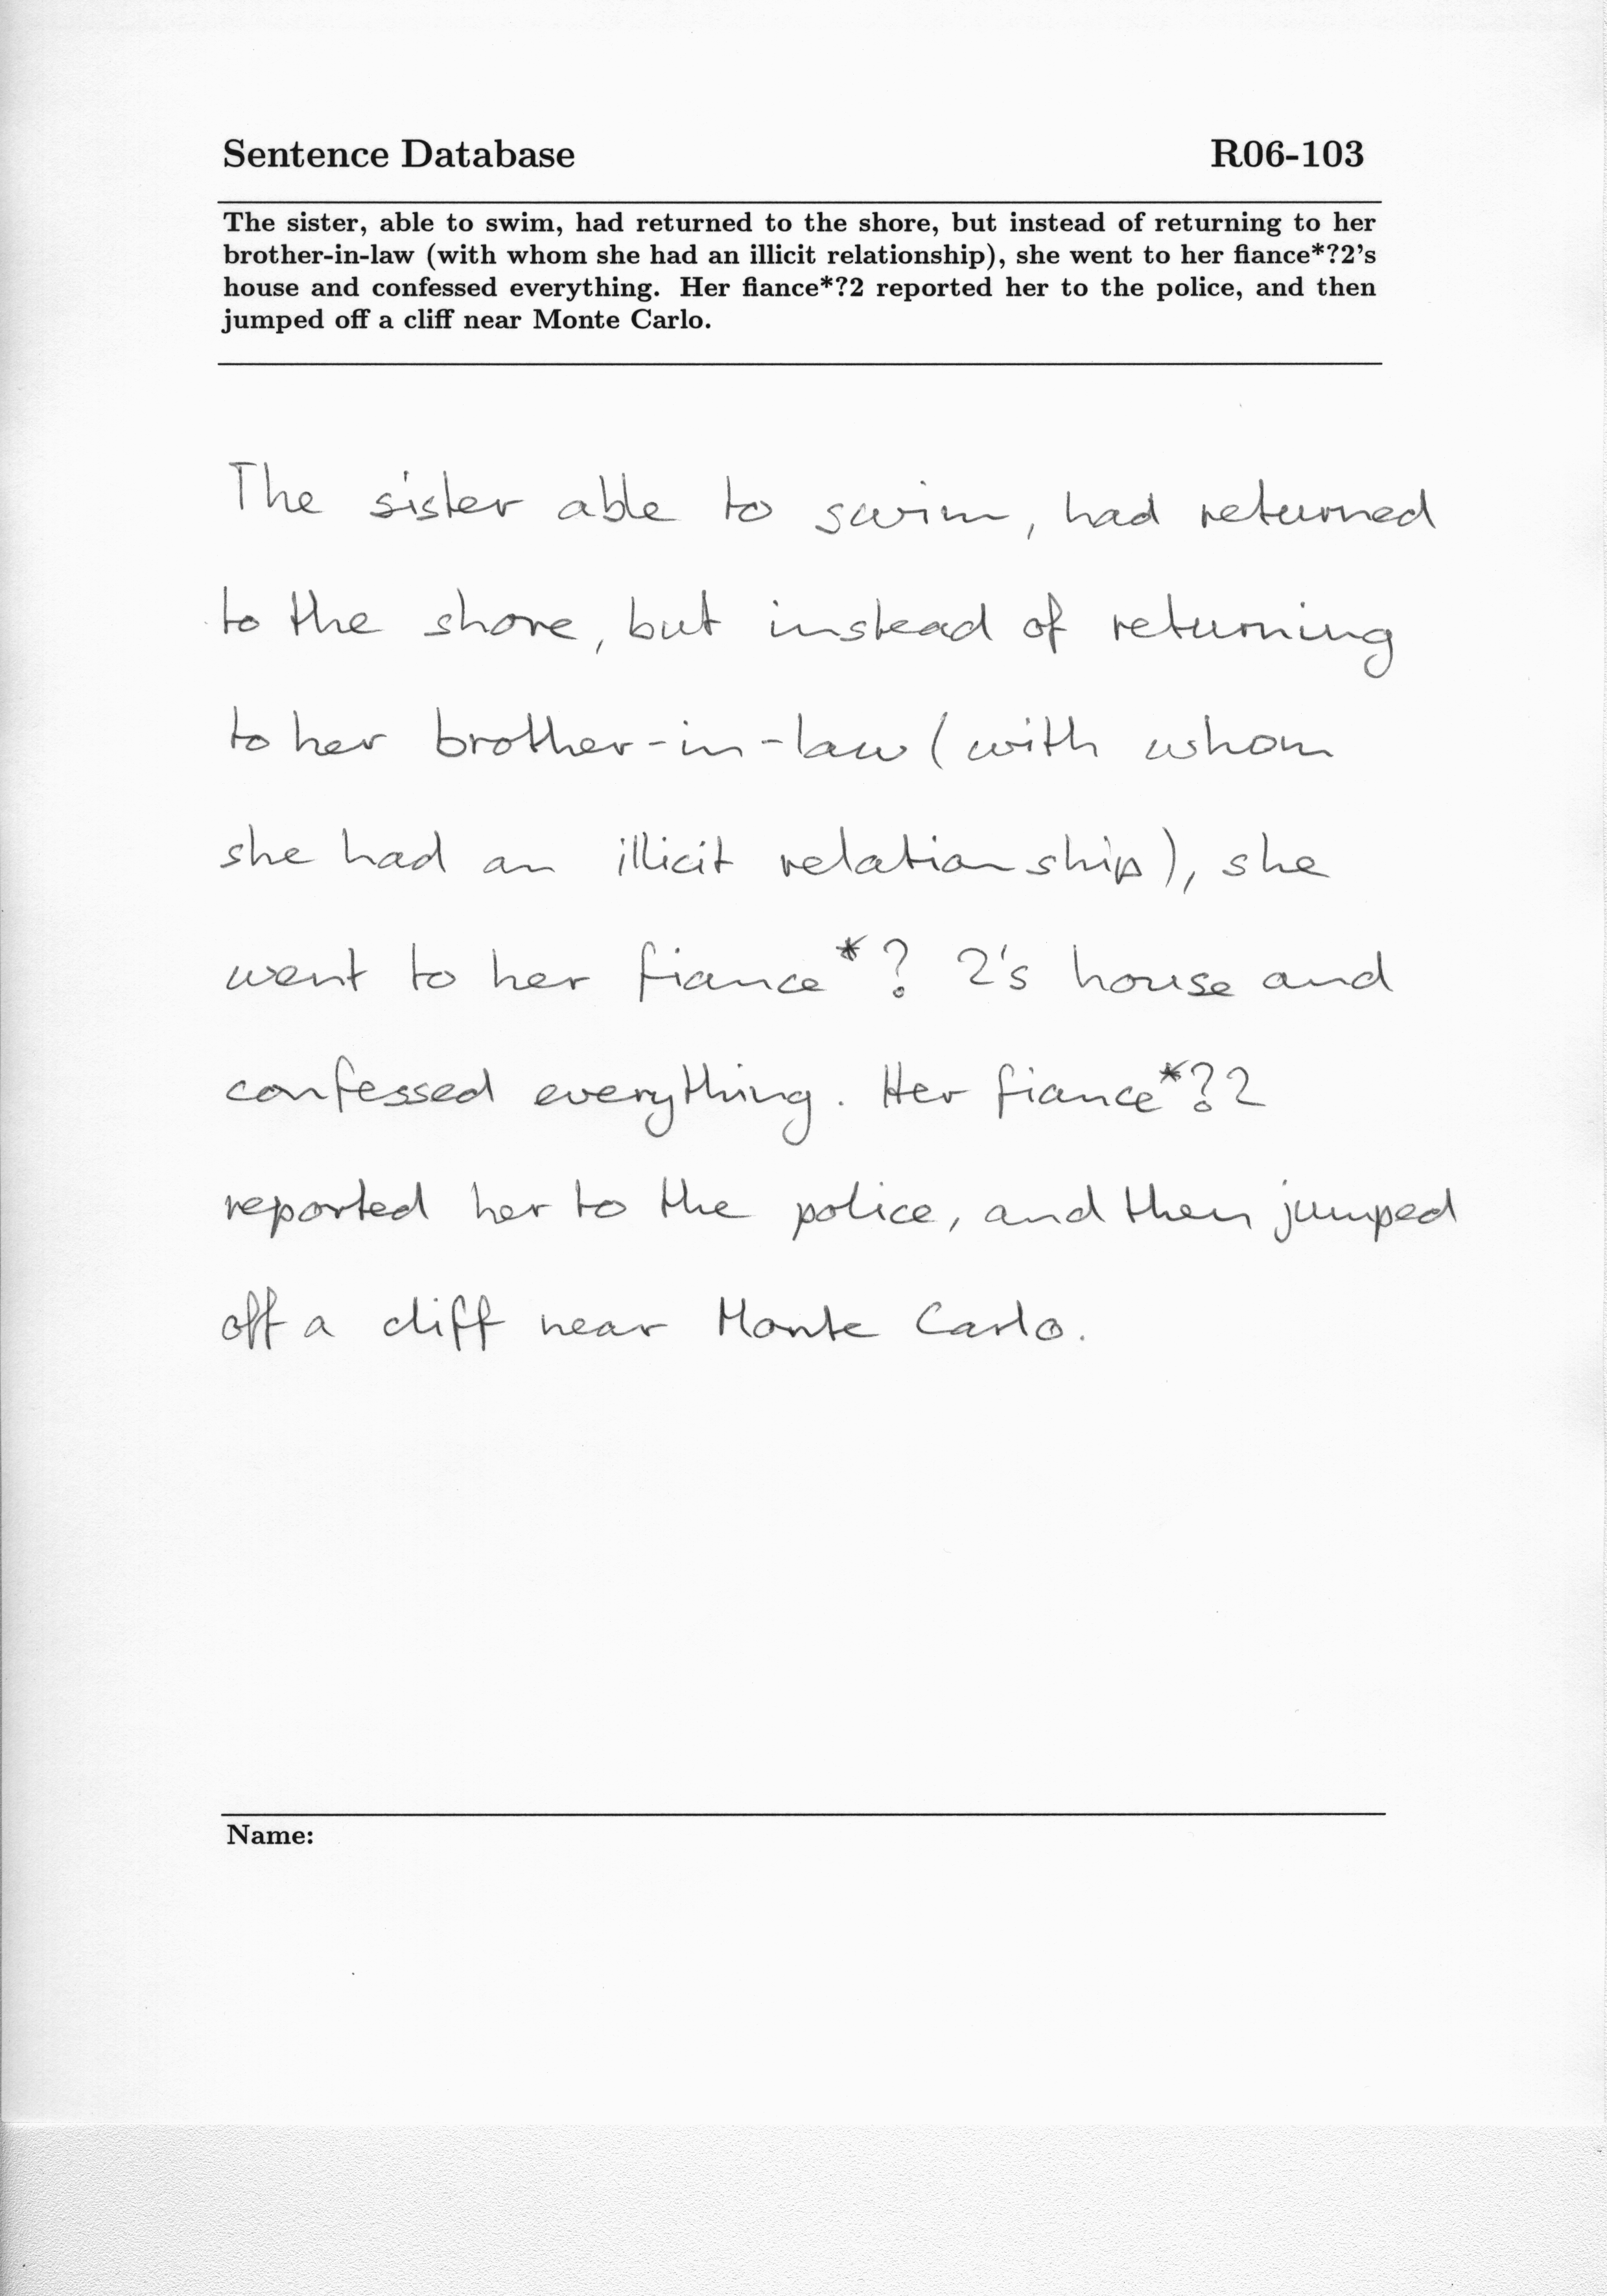 Sentence Database R06-103
The sister, able to swim, had returned to the shore, but instead of returning to her
brother-in-law (with whom she had an illicit relationship), she went to her fiance*?2's
house and confessed everything. Her fiance*?2 reported her to the police, and then
jumped off a cliff near Monte Carlo.
The sister able to swim, had returned
to the shore, but instead of returning
to her brother-in-law (with whom
she had an illicit relationship), she
went to her fiance*? 2's house and
confessed everything. Her fiance*?2
reported her to the police, and then jumped
off a cliff near Monte Carlo.
Name: